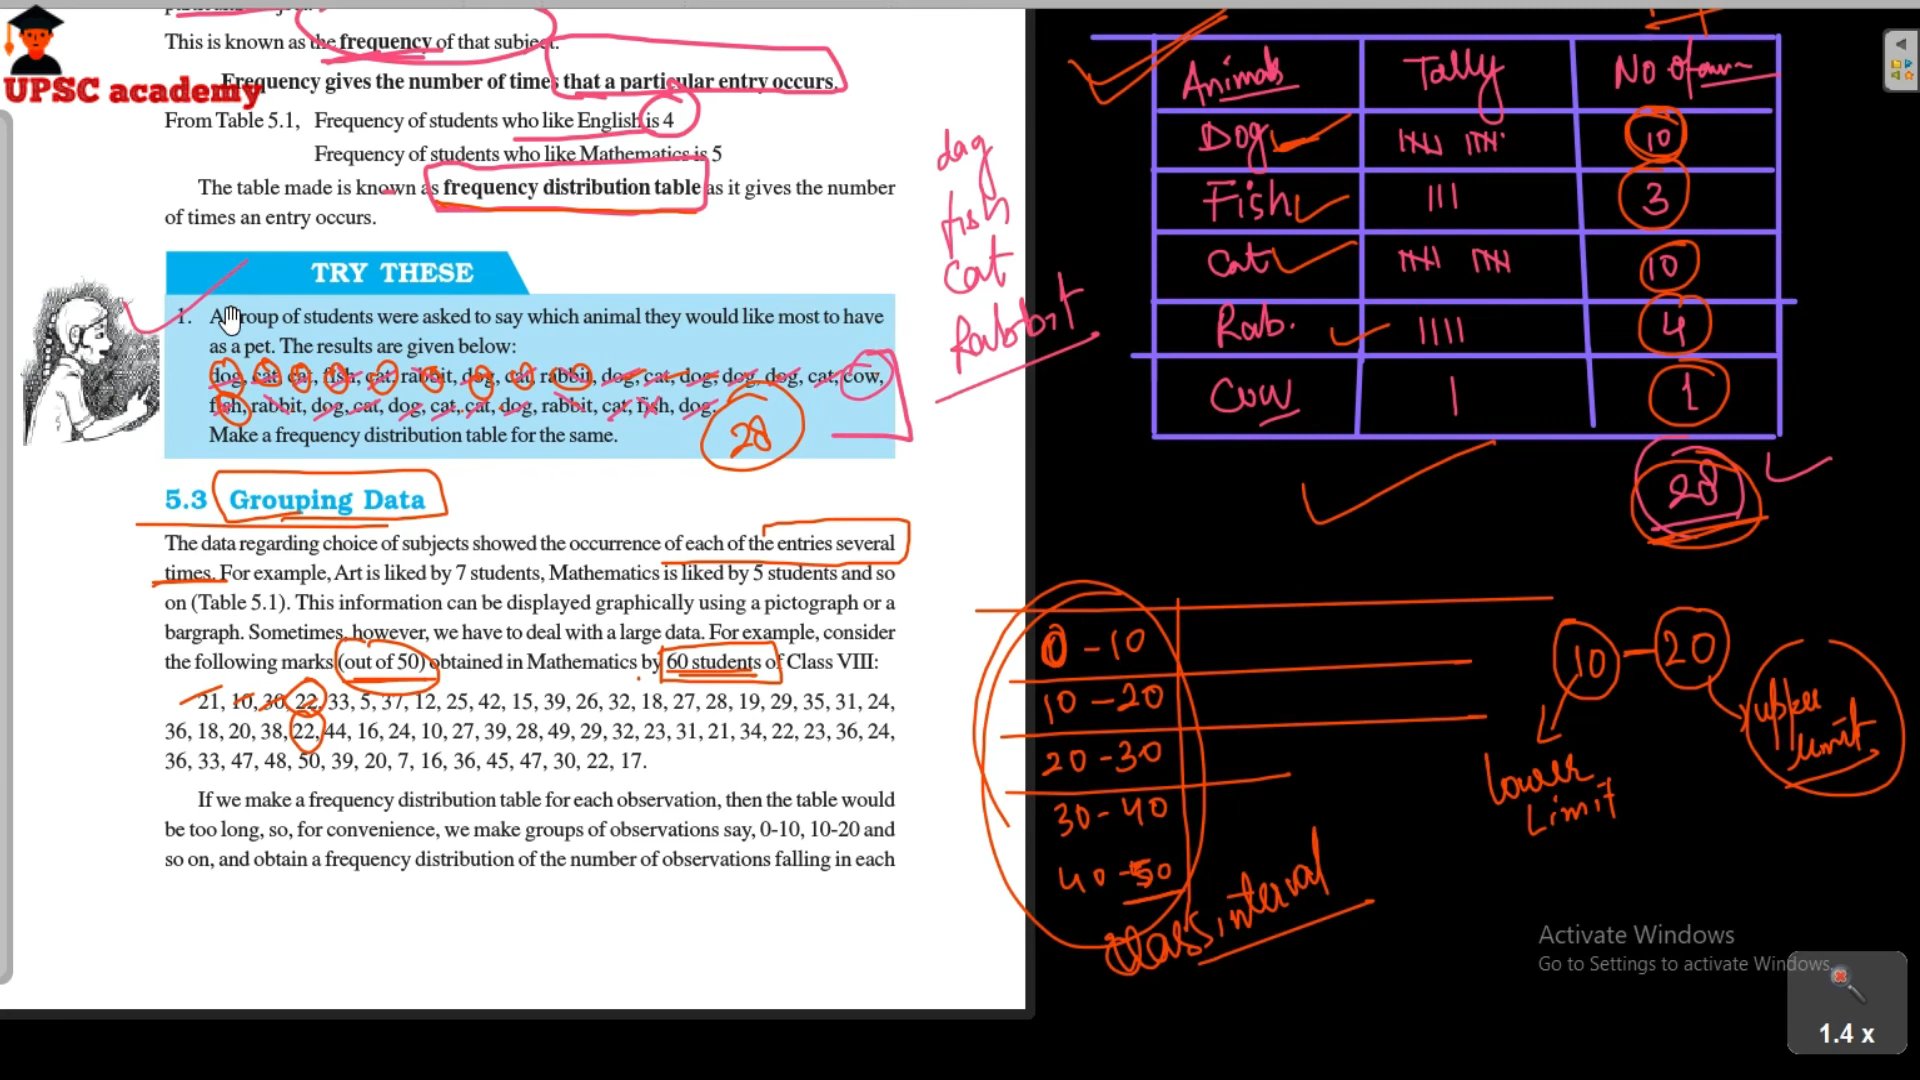 This is known as the frequency of that subject.
Frequency gives the number of times that a particular entry occurs.
UPSC academy
From Table 5.1, Frequency of students who like English is 4
Frequency of students who like Mathematics is 5
The table made is known as frequency distribution table as it gives the number
of times an entry occurs.
TRY THESE
1. A group of students were asked to say which animal they would like most to have
as a pet. The results are given below:
dog, cat, cat, fish, cat, rabbit, dog, cat, rabbit, dog, cat, dog, dog, dog, cat, cow,
fish, rabbit, dog, cat, dog, cat, cat, dog, rabbit, cat, fish, dog.
Make a frequency distribution table for the same.
28
5.3 Grouping Data
The data regarding choice of subjects showed the occurrence of each of the entries several
times. For example, Art is liked by 7 students, Mathematics is liked by 5 students and so
on (Table 5.1). This information can be displayed graphically using a pictograph or a
bargraph. Sometimes, however, we have to deal with a large data. For example, consider
the following marks (out of 50) obtained in Mathematics by 60 students of Class VIII:
21, 10, 30, 22, 33, 5, 37, 12, 25, 42, 15, 39, 26, 32, 18, 27, 28, 19, 29, 35, 31, 24,
36, 18, 20, 38, 22, 44, 16, 24, 10, 27, 39, 28, 49, 29, 32, 23, 31, 21, 34, 22, 23, 36, 24,
36, 33, 47, 48, 50, 39, 20, 7, 16, 36, 45, 47, 30, 22, 17.
If we make a frequency distribution table for each observation, then the table would
be too long, so, for convenience, we make groups of observations say, 0-10, 10-20 and
so on, and obtain a frequency distribution of the number of observations falling in each
dog
fish
cat
Rabbit
Animals Tally No of
Dog 10
Fish ||| 3
Cat 10
Rab. |||| 4
Cow | 1
28
0-10
10-20
20-30
30-40
40-50
class interval
10-20
Lower
Limit
upper
limit
Activate Windows
Go to Settings to activate Windows.
1.4 x